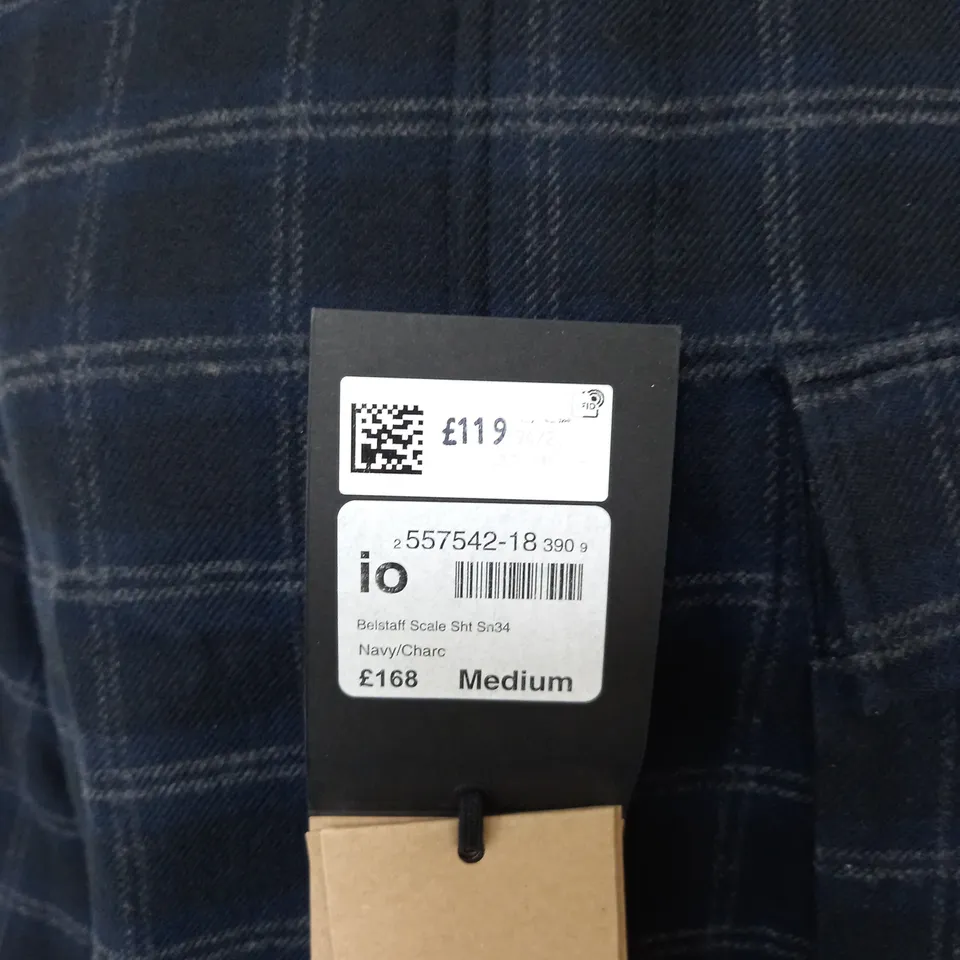 £119
2 557542-18 390 9
io
Belstaff Scale Sht Sn34
Navy/Charc
£168 Medium